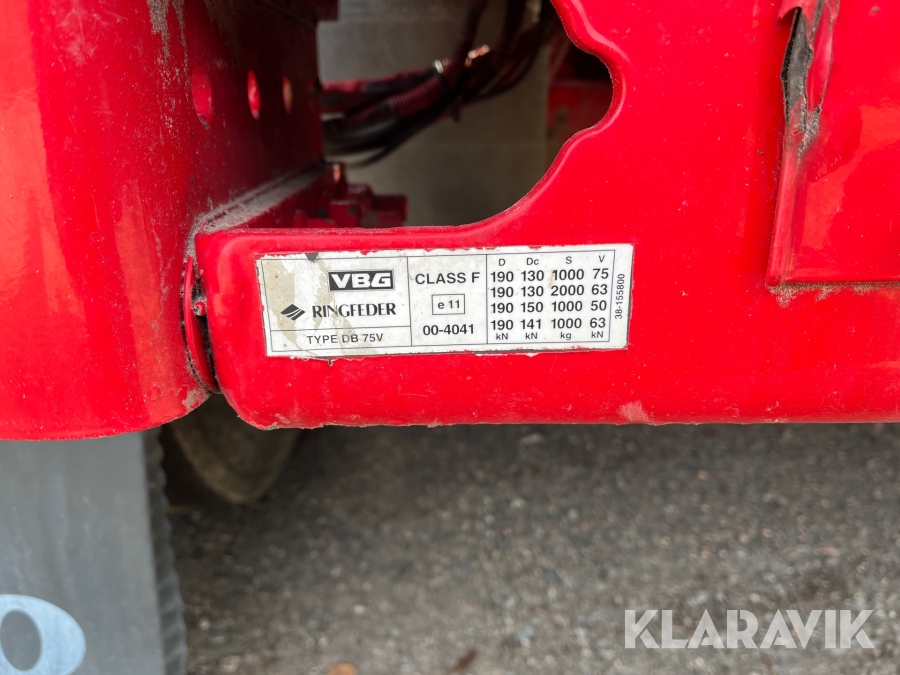 VBG
RINGFEDER
TYPE DB 75V
CLASS F
e 11
00-4041
D Dc S V
190 130 1000 75
190 130 2000 63
190 150 1000 50
190 141 1000 63
kN kN kg kN
38-155800
KLARAVIK